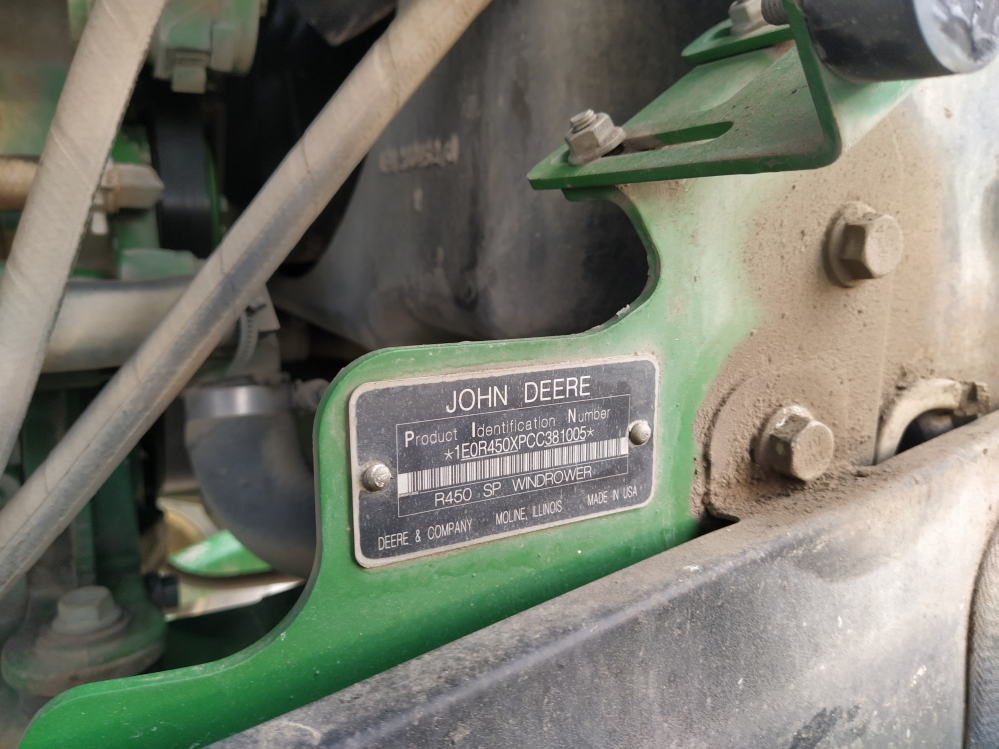 JOHN DEERE
Product Identification Number
*1E0R450XPCC381005*
R450 SP WINDROWER
DEERE & COMPANY MOLINE, ILLINOIS MADE IN USA